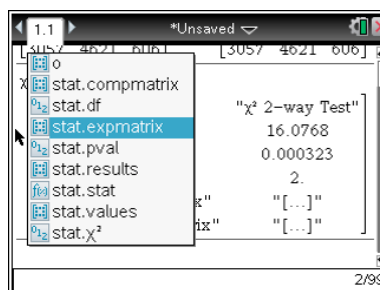 1.1 *Unsaved
[3057 4621 606] [3057 4621 606]
χ
o
stat.compmatrix
stat.df "χ² 2-way Test"
stat.expmatrix 16.0768
stat.pval 0.000323
stat.results 2.
stat.stat
stat.values x" "[...]"
stat.χ² ix" "[...]"
2/99